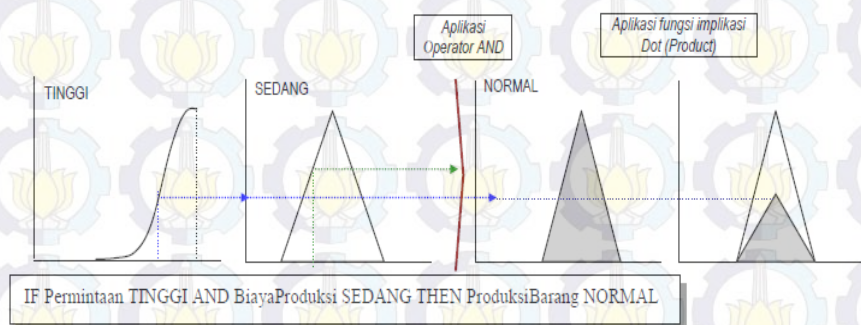 Aplikasi
Operator AND
Aplikasi fungsi implikasi
Dot (Product)
TINGGI
SEDANG
NORMAL
IF Permintaan TINGGI AND BiayaProduksi SEDANG THEN ProduksiBarang NORMAL